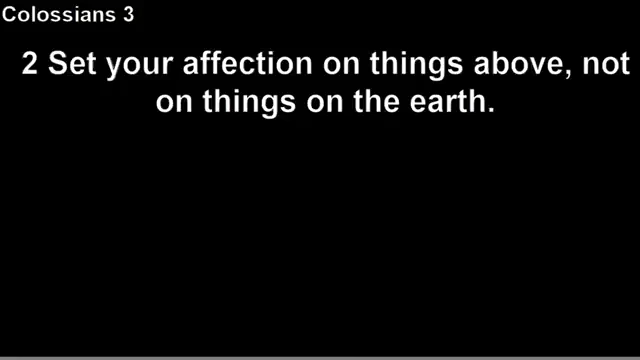 Colossians 3
2 Set your affection on things above, not
on things on the earth.